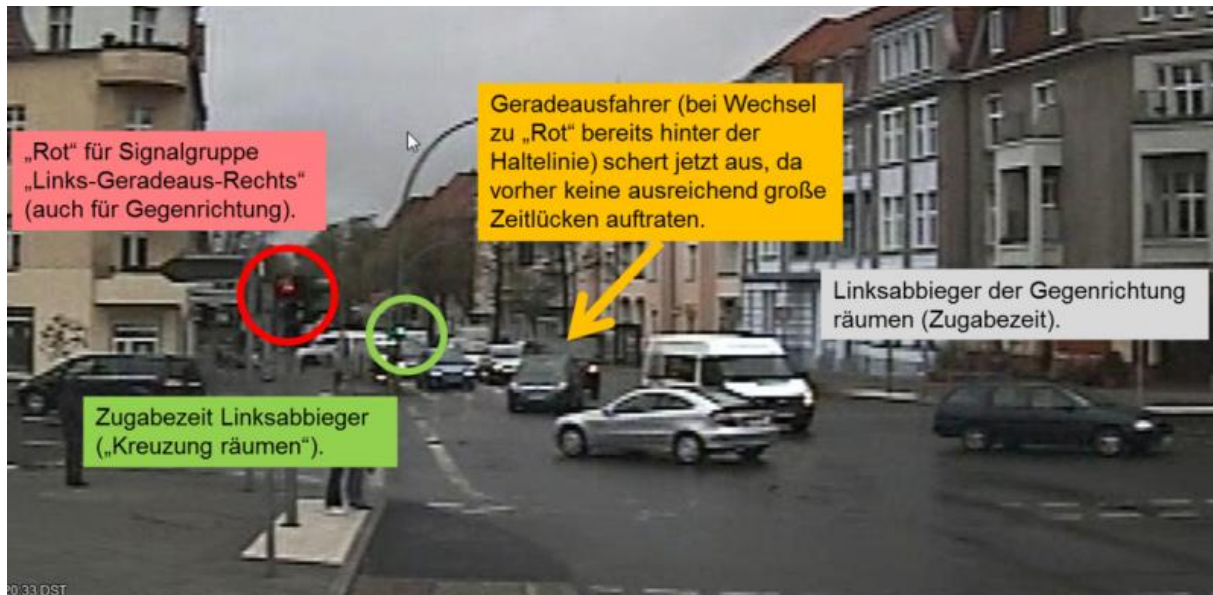 „Rot“ für Signalgruppe
„Links-Geradeaus-Rechts“
(auch für Gegenrichtung).
Geradeausfahrer (bei Wechsel
zu „Rot“ bereits hinter der
Haltelinie) schert jetzt aus, da
vorher keine ausreichend große
Zeitlücken auftraten.
Linksabbieger der Gegenrichtung
räumen (Zugabezeit).
Zugabezeit Linksabbieger
(„Kreuzung räumen“).
20:33 DST